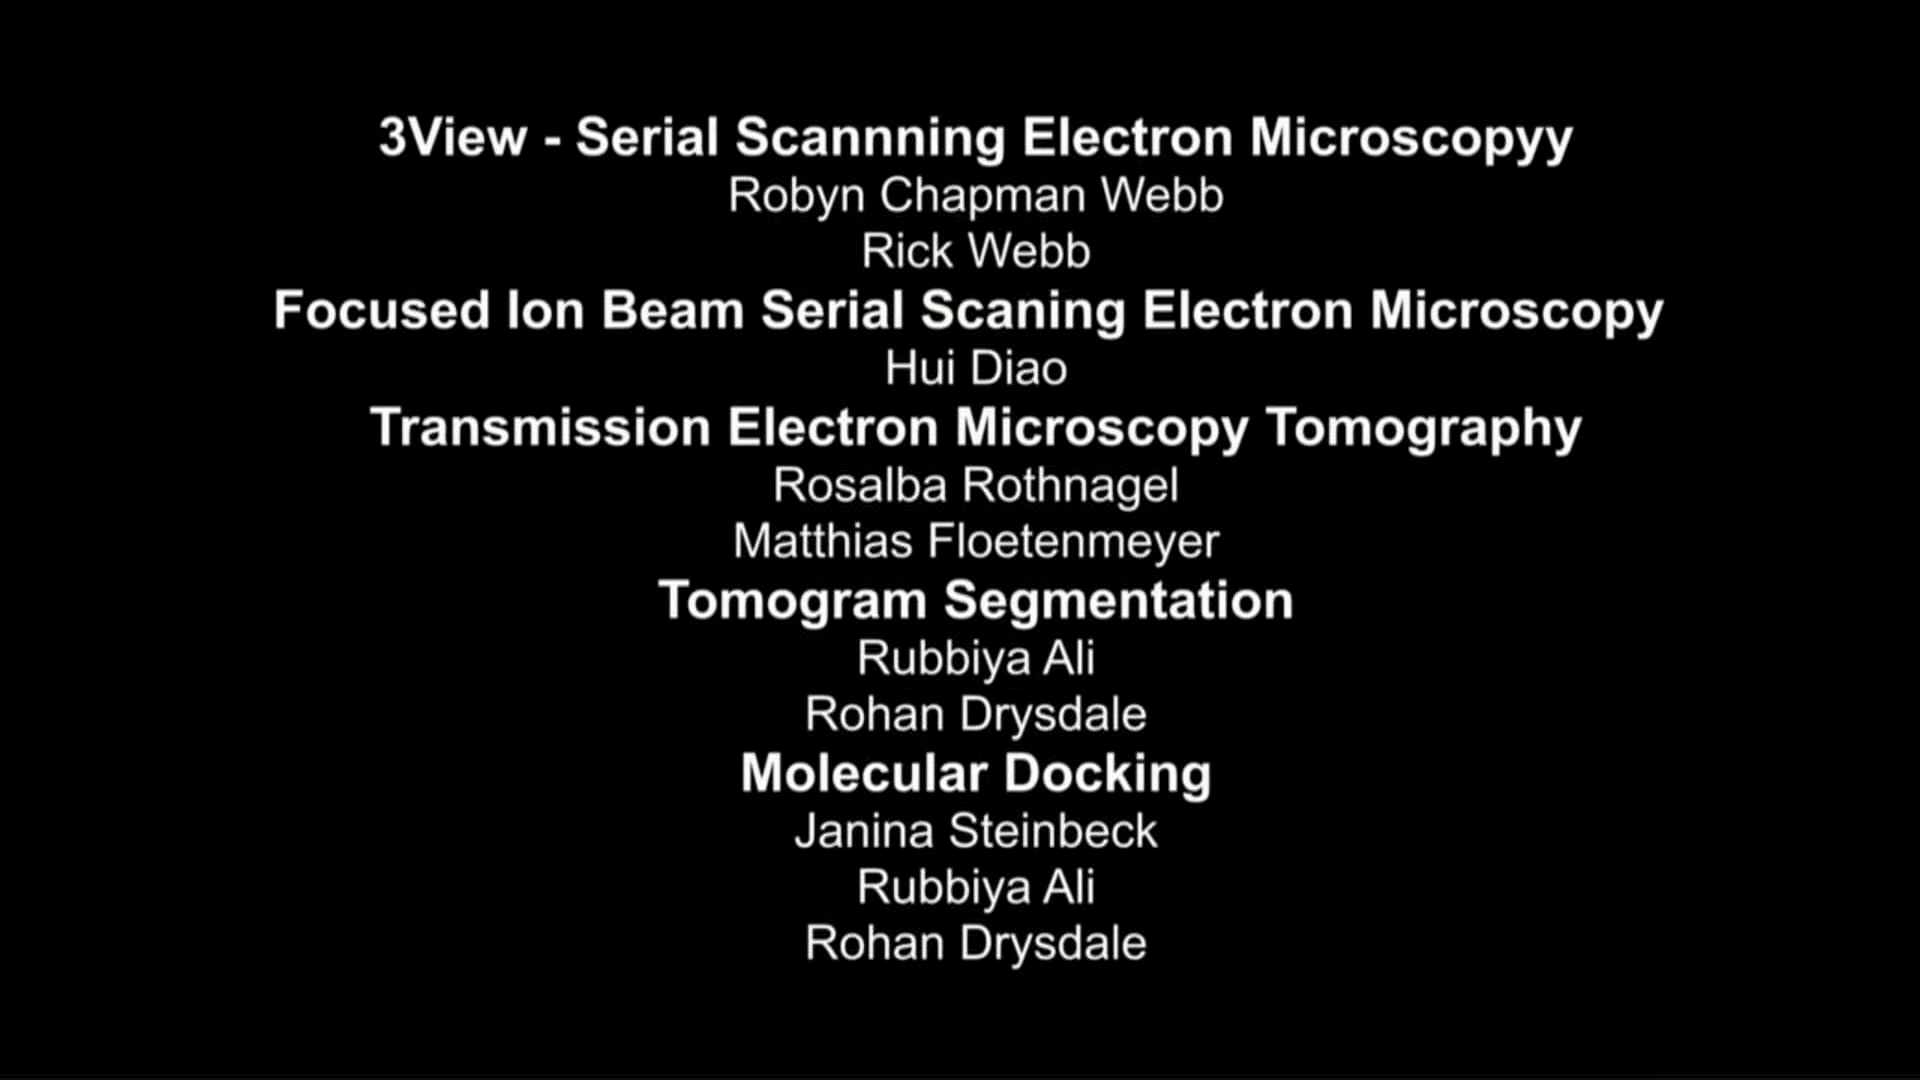 3View - Serial Scannning Electron Microscopyy
Robyn Chapman Webb
Rick Webb
Focused Ion Beam Serial Scaning Electron Microscopy
Hui Diao
Transmission Electron Microscopy Tomography
Rosalba Rothnagel
Matthias Floetenmeyer
Tomogram Segmentation
Rubbiya Ali
Rohan Drysdale
Molecular Docking
Janina Steinbeck
Rubbiya Ali
Rohan Drysdale